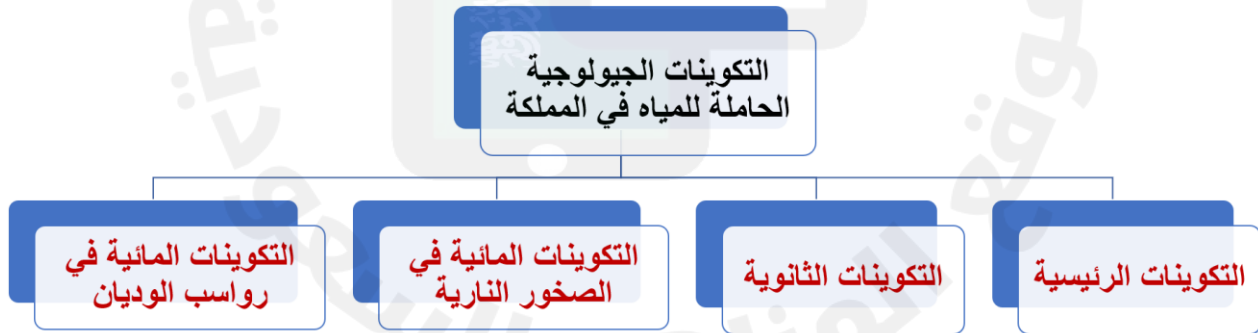 التكوينات الجيولوجية
الحاملة للمياه في المملكة
التكوينات الرئيسية
التكوينات الثانوية
التكوينات المائية في
الصخور النارية
التكوينات المائية في
رواسب الوديان